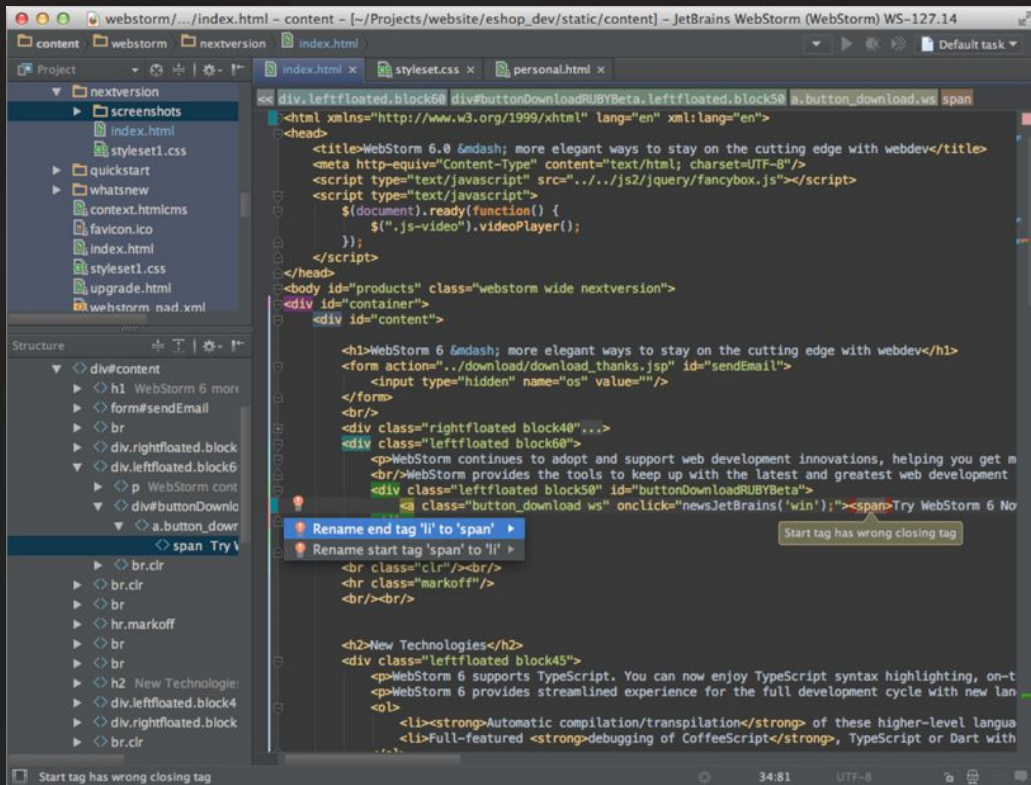 webstorm/.../index.html – content – [~/Projects/website/eshop_dev/static/content] – JetBrains WebStorm (WebStorm) WS-127.14
content webstorm nextversion index.html Default task
Project
index.html × styleset.css × personal.html ×
nextversion
screenshots
index.html
styleset1.css
quickstart
whatsnew
context.htmlcms
favicon.ico
index.html
styleset1.css
upgrade.html
webstorm_pad.xml
Structure
div#content
h1 WebStorm 6 more
form#sendEmail
br
div.rightfloated.block
div.leftfloated.block6
p WebStorm cont
div#buttonDownlo
a.button_down
span Try W
br.clr
br.clr
br
hr.markoff
br
br
h2 New Technologie
div.leftfloated.block4
div.rightfloated.block
br.clr
<< div.leftfloated.block60 div#buttonDownloadRUBYBeta.leftfloated.block50 a.button_download.ws span
<html xmlns="http://www.w3.org/1999/xhtml" lang="en" xml:lang="en">
<head>
<title>WebStorm 6.0 &mdash; more elegant ways to stay on the cutting edge with webdev</title>
<meta http-equiv="Content-Type" content="text/html; charset=UTF-8"/>
<script type="text/javascript" src="../../js2/jquery/fancybox.js"></script>
<script type="text/javascript">
$(document).ready(function() {
$(".js-video").videoPlayer();
});
</script>
</head>
<body id="products" class="webstorm wide nextversion">
<div id="container">
<div id="content">
<h1>WebStorm 6 &mdash; more elegant ways to stay on the cutting edge with webdev</h1>
<form action="../download/download_thanks.jsp" id="sendEmail">
<input type="hidden" name="os" value=""/>
</form>
<br/>
<div class="rightfloated block40"...>
<div class="leftfloated block60">
<p>WebStorm continues to adopt and support web development innovations, helping you get m
<br/>WebStorm provides the tools to keep up with the latest and greatest web development
<div class="leftfloated block50" id="buttonDownloadRUBYBeta">
<a class="button_download ws" onclick="newsJetBrains('win');"><span>Try WebStorm 6 No
Rename end tag 'li' to 'span'
Start tag has wrong closing tag
Rename start tag 'span' to 'li'
<br class="clr"/><br/>
<hr class="markoff"/>
<br/><br/>
<h2>New Technologies</h2>
<div class="leftfloated block45">
<p>WebStorm 6 supports TypeScript. You can now enjoy TypeScript syntax highlighting, on-t
<p>WebStorm 6 provides streamlined experience for the full development cycle with new lan
<ol>
<li><strong>Automatic compilation/transpilation</strong> of these higher-level langua
<li>Full-featured <strong>debugging of CoffeeScript</strong>, TypeScript or Dart with
Start tag has wrong closing tag 34:81 UTF-8